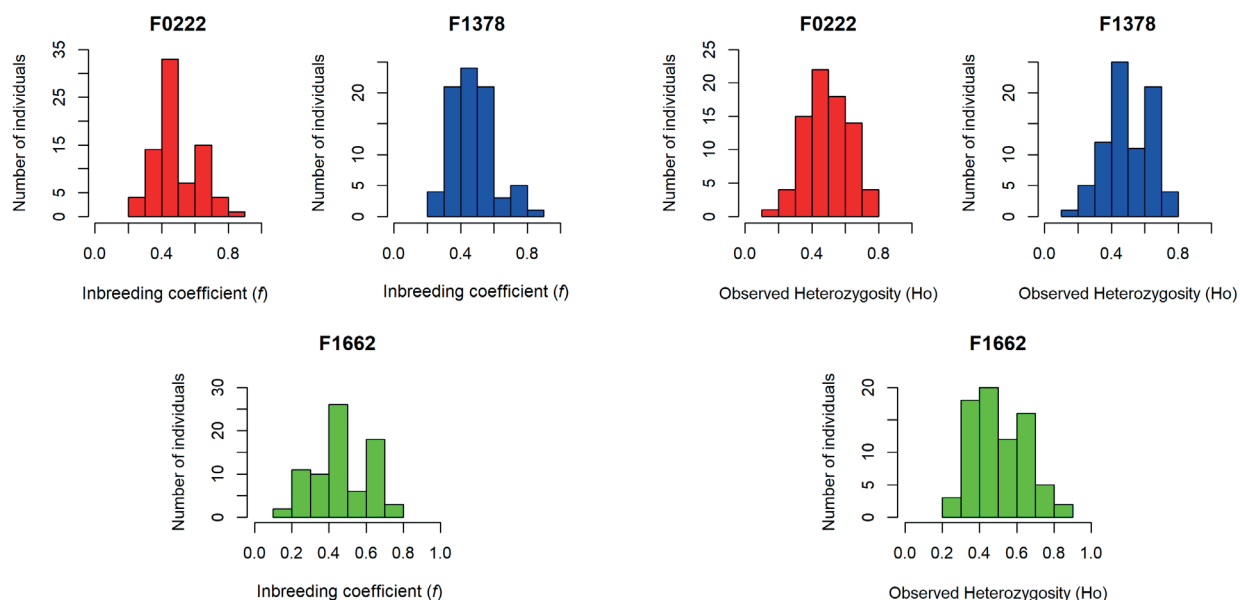 F0222
Number of individuals
0 5 15 25 35
0.0 0.4 0.8
Inbreeding coefficient (f)
F1378
Number of individuals
0 5 10 20
0.0 0.4 0.8
Inbreeding coefficient (f)
F0222
Number of individuals
0 5 10 15 20 25
0.0 0.4 0.8
Observed Heterozygosity (Ho)
F1378
Number of individuals
0 5 10 20
0.0 0.4 0.8
Observed Heterozygosity (Ho)
F1662
Number of individuals
0 5 10 20 30
0.0 0.2 0.4 0.6 0.8 1.0
Inbreeding coefficient (f)
F1662
Number of individuals
0 5 10 20
0.0 0.2 0.4 0.6 0.8 1.0
Observed Heterozygosity (Ho)